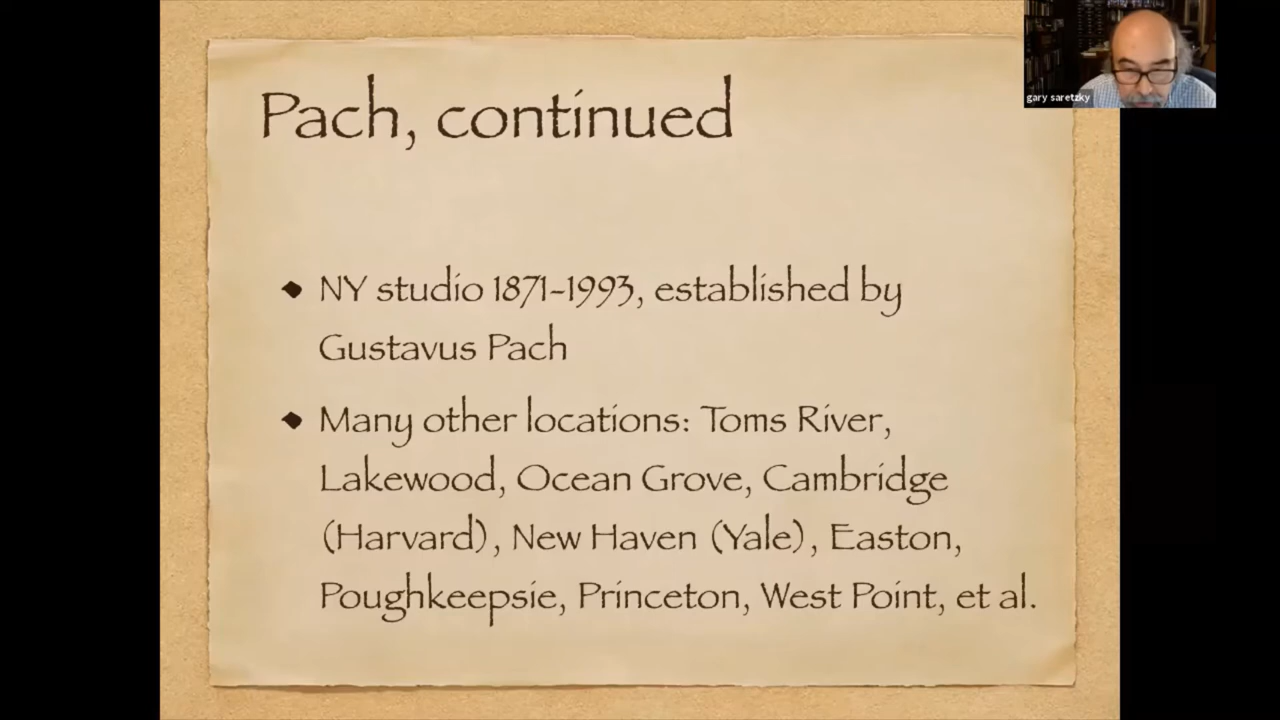 Pach, continued
gary saretzky
NY studio 1871-1993, established by
Gustavus Pach
Many other locations: Toms River,
Lakewood, Ocean Grove, Cambridge
(Harvard), New Haven (Yale), Easton,
Poughkeepsie, Princeton, West Point, et al.